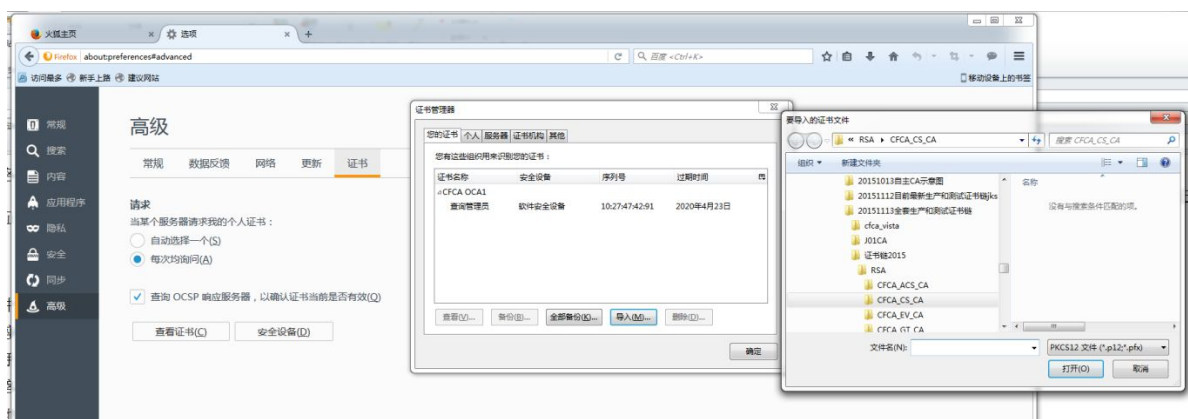 火狐主页
选项
Firefox
about:preferences#advanced
百度 <Ctrl+K>
访问最多
新手上路
建议网站
移动设备上的书签
常规
搜索
内容
应用程序
隐私
安全
同步
高级
高级
常规
数据反馈
网络
更新
证书
请求
当某个服务器请求我的个人证书：
自动选择一个(S)
每次均询问(A)
查询 OCSP 响应服务器，以确认证书当前是否有效(Q)
查看证书(C)
安全设备(D)
证书管理器
您的证书
个人
服务器
证书机构
其他
您有这些组织用来识别您的证书：
证书名称
安全设备
序列号
过期时间
CFCA OCA1
查询管理员
软件安全设备
10:27:47:42:91
2020年4月23日
查看(V)...
备份(B)...
全部备份(K)...
导入(M)...
删除(D)...
确定
要导入的证书文件
« RSA ▸ CFCA_CS_CA
搜索 CFCA_CS_CA
组织
新建文件夹
20151013自主CA示意图
20151112目前最新生产和测试证书链jks
20151113全套生产和测试证书链
cfca_vista
J01CA
证书链2015
RSA
CFCA_ACS_CA
CFCA_CS_CA
CFCA_EV_CA
CFCA_GT_CA
名称
没有与搜索条件匹配的项。
文件名(N):
PKCS12 文件 (*.p12;*.pfx)
打开(O)
取消